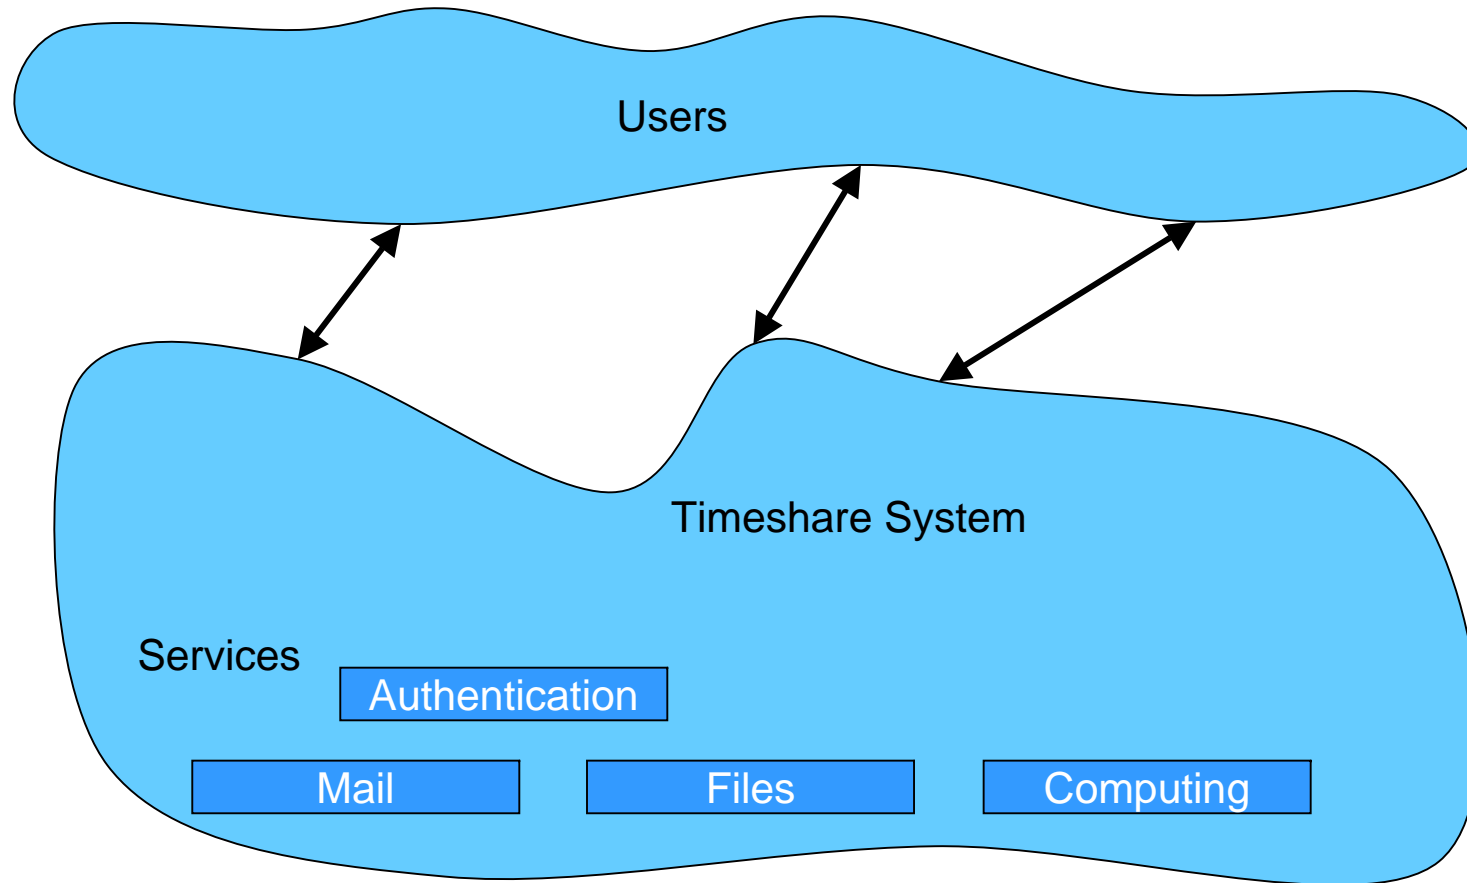 Users
Timeshare System
Services
Authentication
Mail
Files
Computing